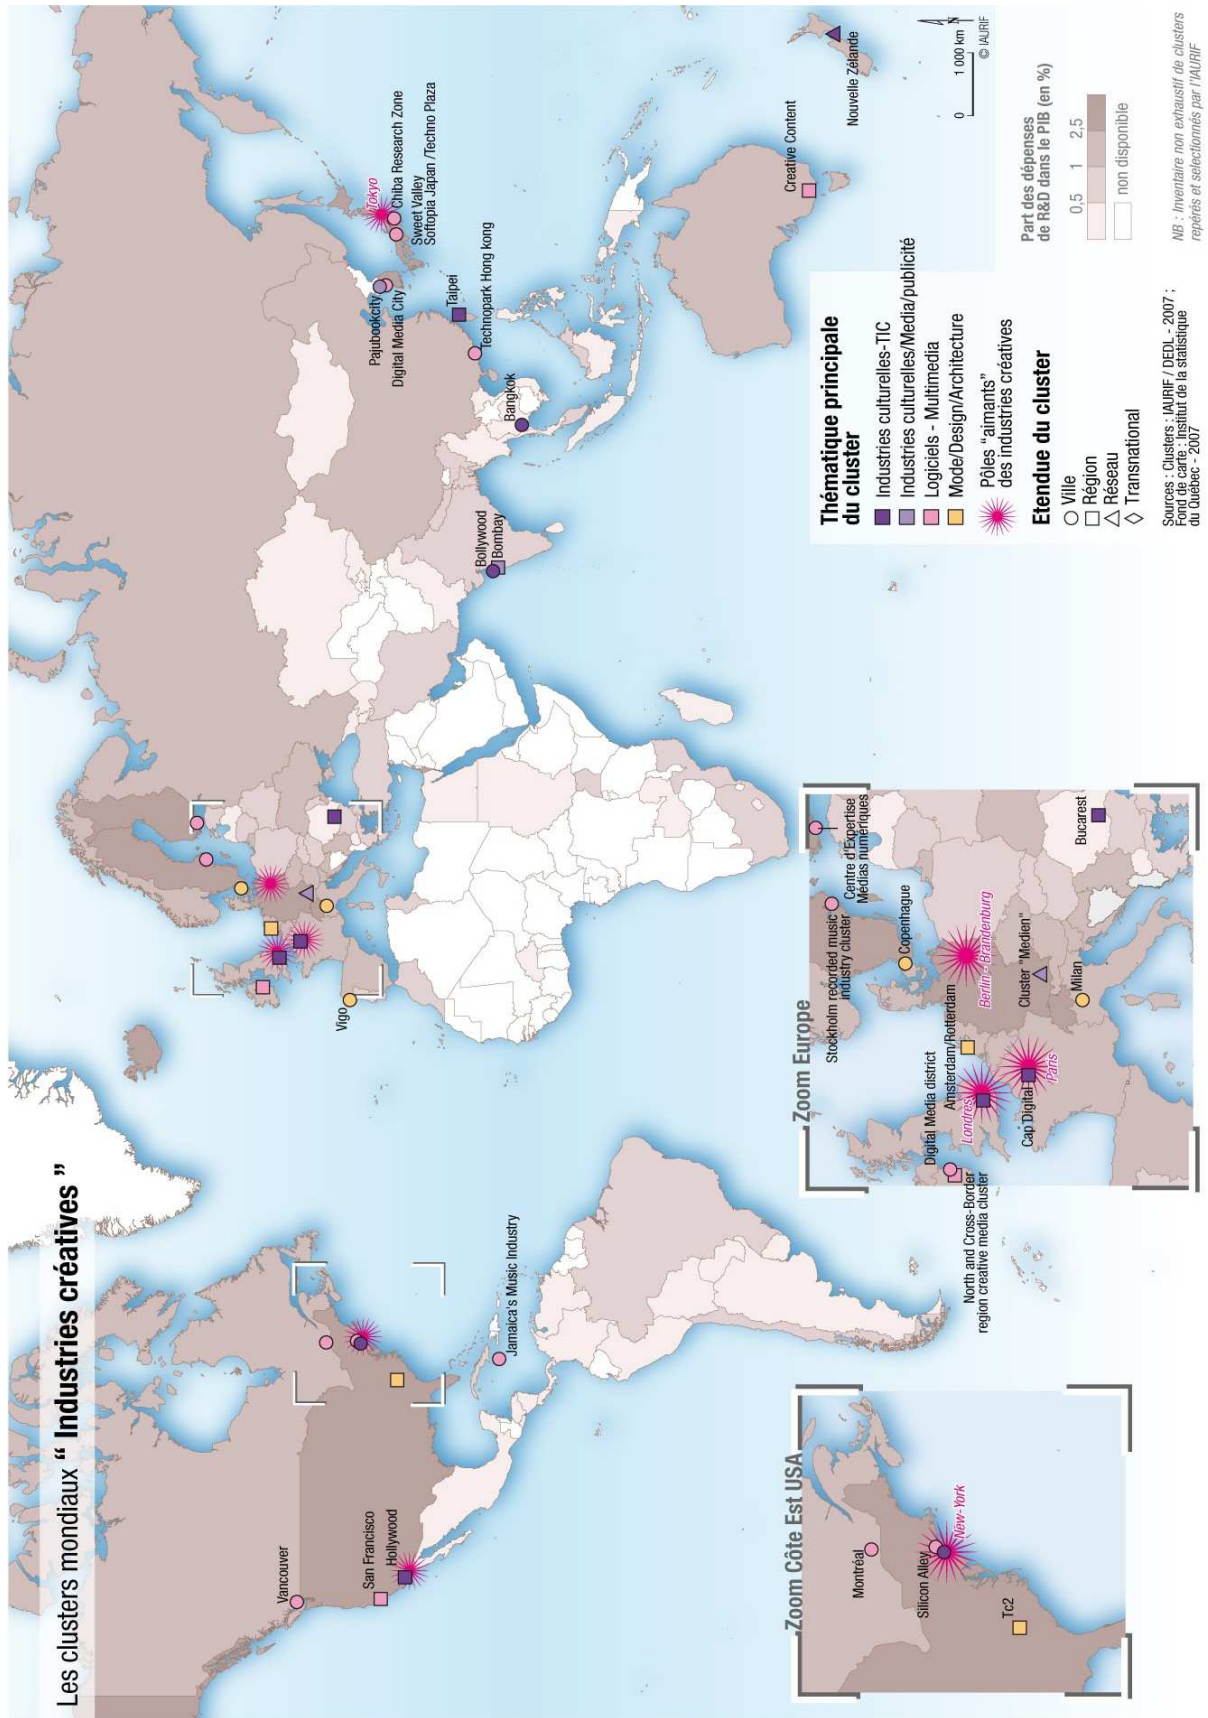 Les clusters mondiaux “ Industries créatives ”
Vancouver
San Francisco
Hollywood
Jamaica's Music Industry
Vigo
Bollywood
Bombay
Pajubookcity
Digital Media City
Tokyo
Chiba Research Zone
Sweet Valley
Softopia Japan /Techno Plaza
Taipei
Technopark Hong kong
Bangkok
Creative Content
Nouvelle Zélande
0
1 000 km
N
© IAURIF
Zoom Côte Est USA
Montréal
Silicon Alley
New-York
Tc2
Zoom Europe
Stockholm recorded music
industry cluster
Centre d'Expertise
Médias numériques
Copenhague
Digital Media district
Amsterdam/Rotterdam
Berlin - Brandenburg
Londres
North and Cross-Border
region creative media cluster
Cap Digital
Paris
Cluster "Medien"
Milan
Bucarest
Thématique principale
du cluster
Industries culturelles-TIC
Industries culturelles/Media/publicité
Logiciels - Multimedia
Mode/Design/Architecture
Pôles “aimants”
des industries créatives
Etendue du cluster
Ville
Région
Réseau
Transnational
Sources : Clusters : IAURIF / DEDL - 2007 ;
Fond de carte : Institut de la statistique
du Québec - 2007
Part des dépenses
de R&D dans le PIB (en %)
0,5 1 2,5
non disponible
NB : Inventaire non exhaustif de clusters
repérés et selectionnés par l'IAURIF